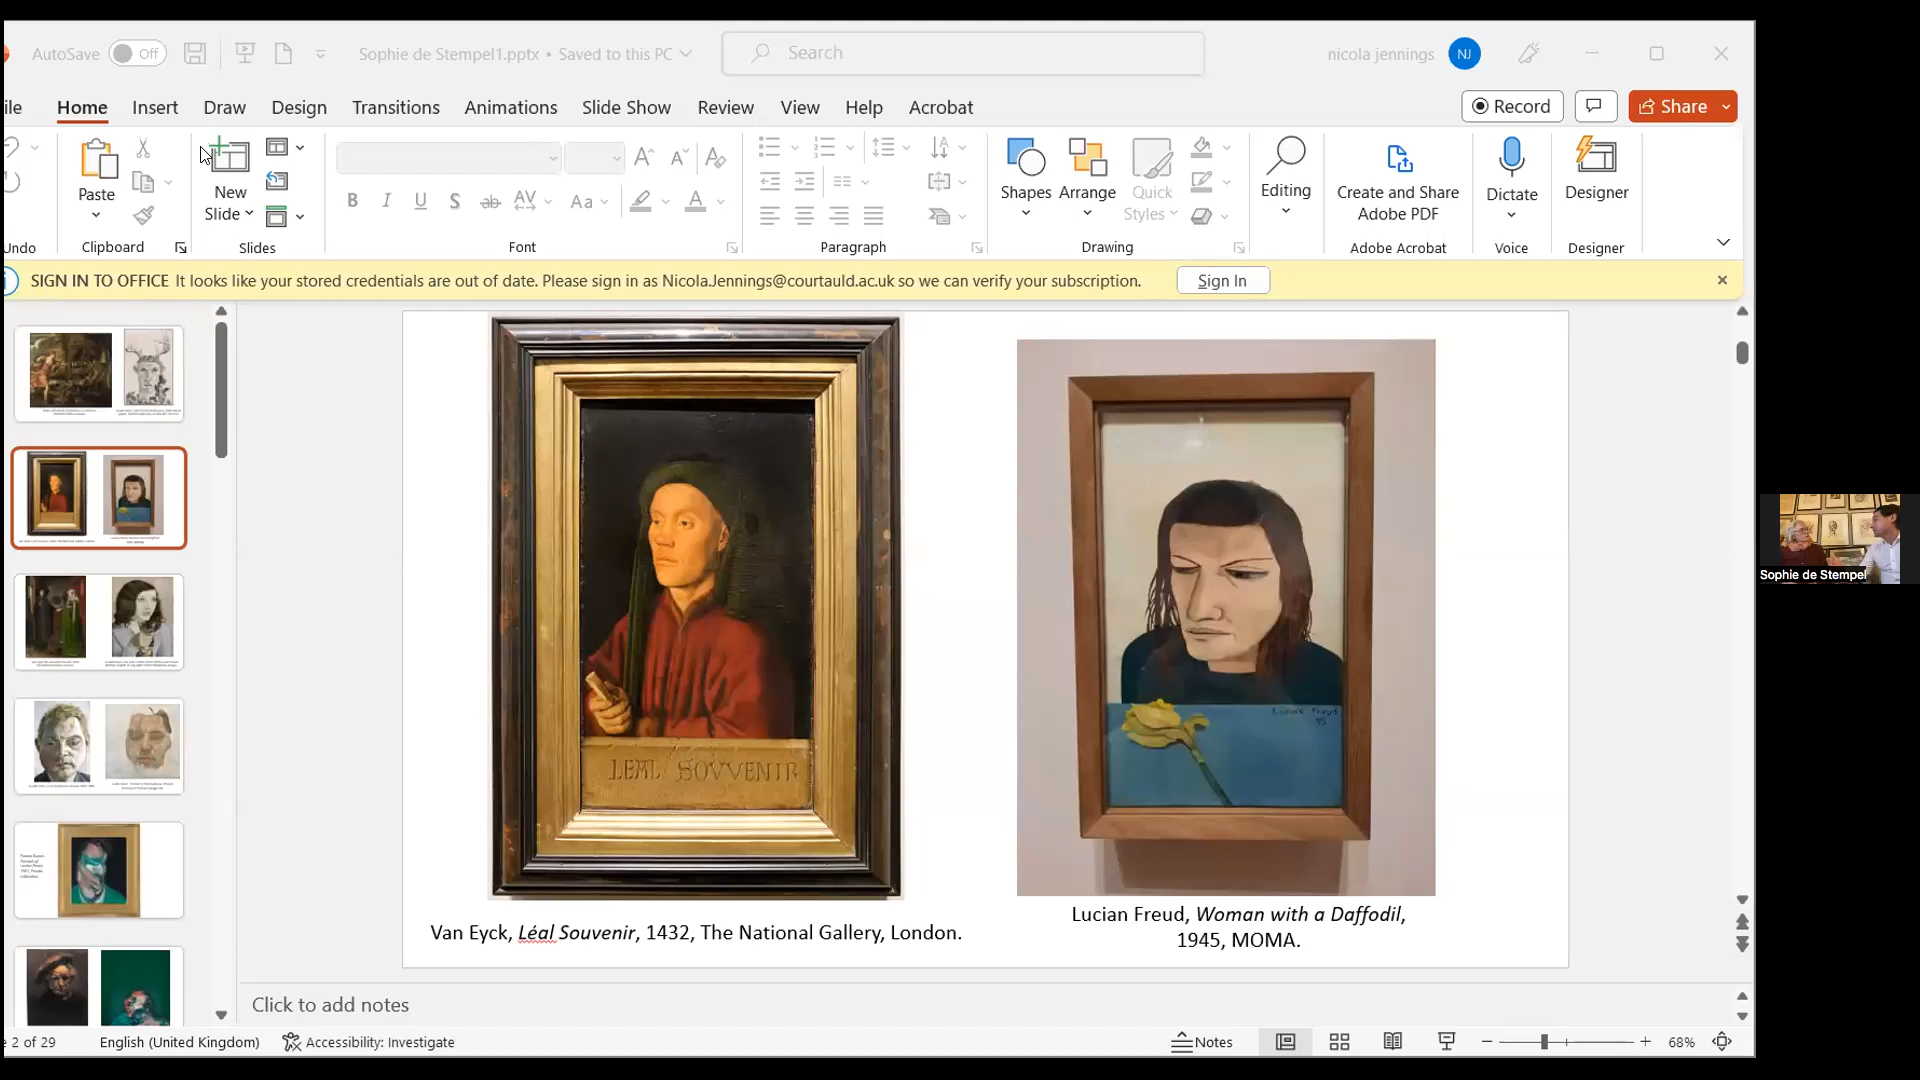 AutoSave Off Sophie de Stempel1.pptx • Saved to this PC Search nicola jennings NJ
ile Home Insert Draw Design Transitions Animations Slide Show Review View Help Acrobat Record Share
Paste
New
Slide
Shapes Arrange Quick
Styles
Editing
Create and Share
Adobe PDF
Dictate
Designer
Undo Clipboard Slides Font Paragraph Drawing Adobe Acrobat Voice Designer
SIGN IN TO OFFICE It looks like your stored credentials are out of date. Please sign in as Nicola.Jennings@courtauld.ac.uk so we can verify your subscription. Sign In
LEAL SOVVENIR
Lucian Freud
Van Eyck, Léal Souvenir, 1432, The National Gallery, London.
Lucian Freud, Woman with a Daffodil,
1945, MOMA.
Sophie de Stempel
Click to add notes
e 2 of 29 English (United Kingdom) Accessibility: Investigate Notes 68%